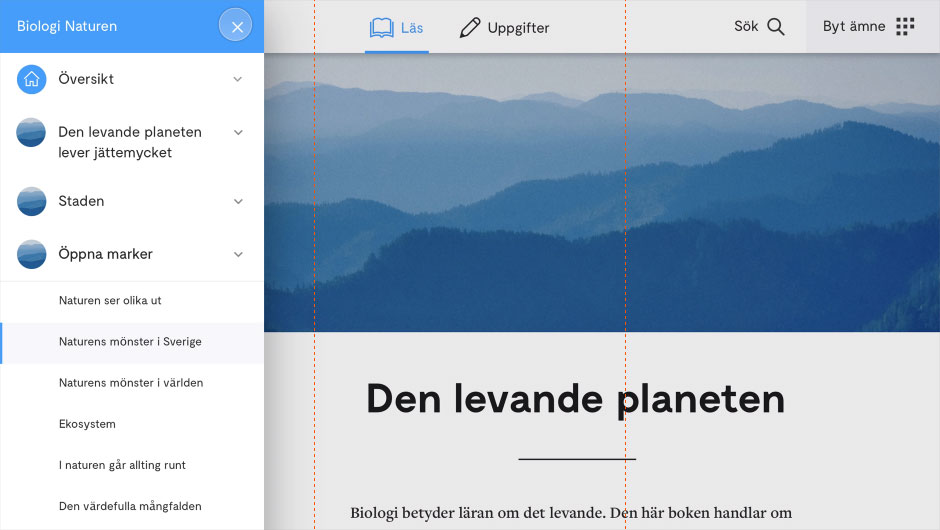 Biologi Naturen
Läs
Uppgifter
Sök
Byt ämne
Översikt
Den levande planeten
lever jättemycket
Staden
Öppna marker
Naturen ser olika ut
Naturens mönster i Sverige
Naturens mönster i världen
Ekosystem
I naturen går allting runt
Den värdefulla mångfalden
Den levande planeten
Biologi betyder läran om det levande. Den här boken handlar om